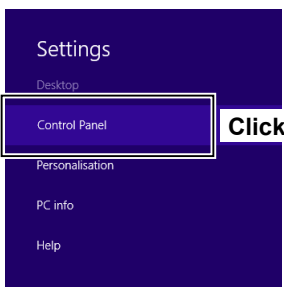 Settings
Desktop
Control Panel
Click
Personalisation
PC info
Help